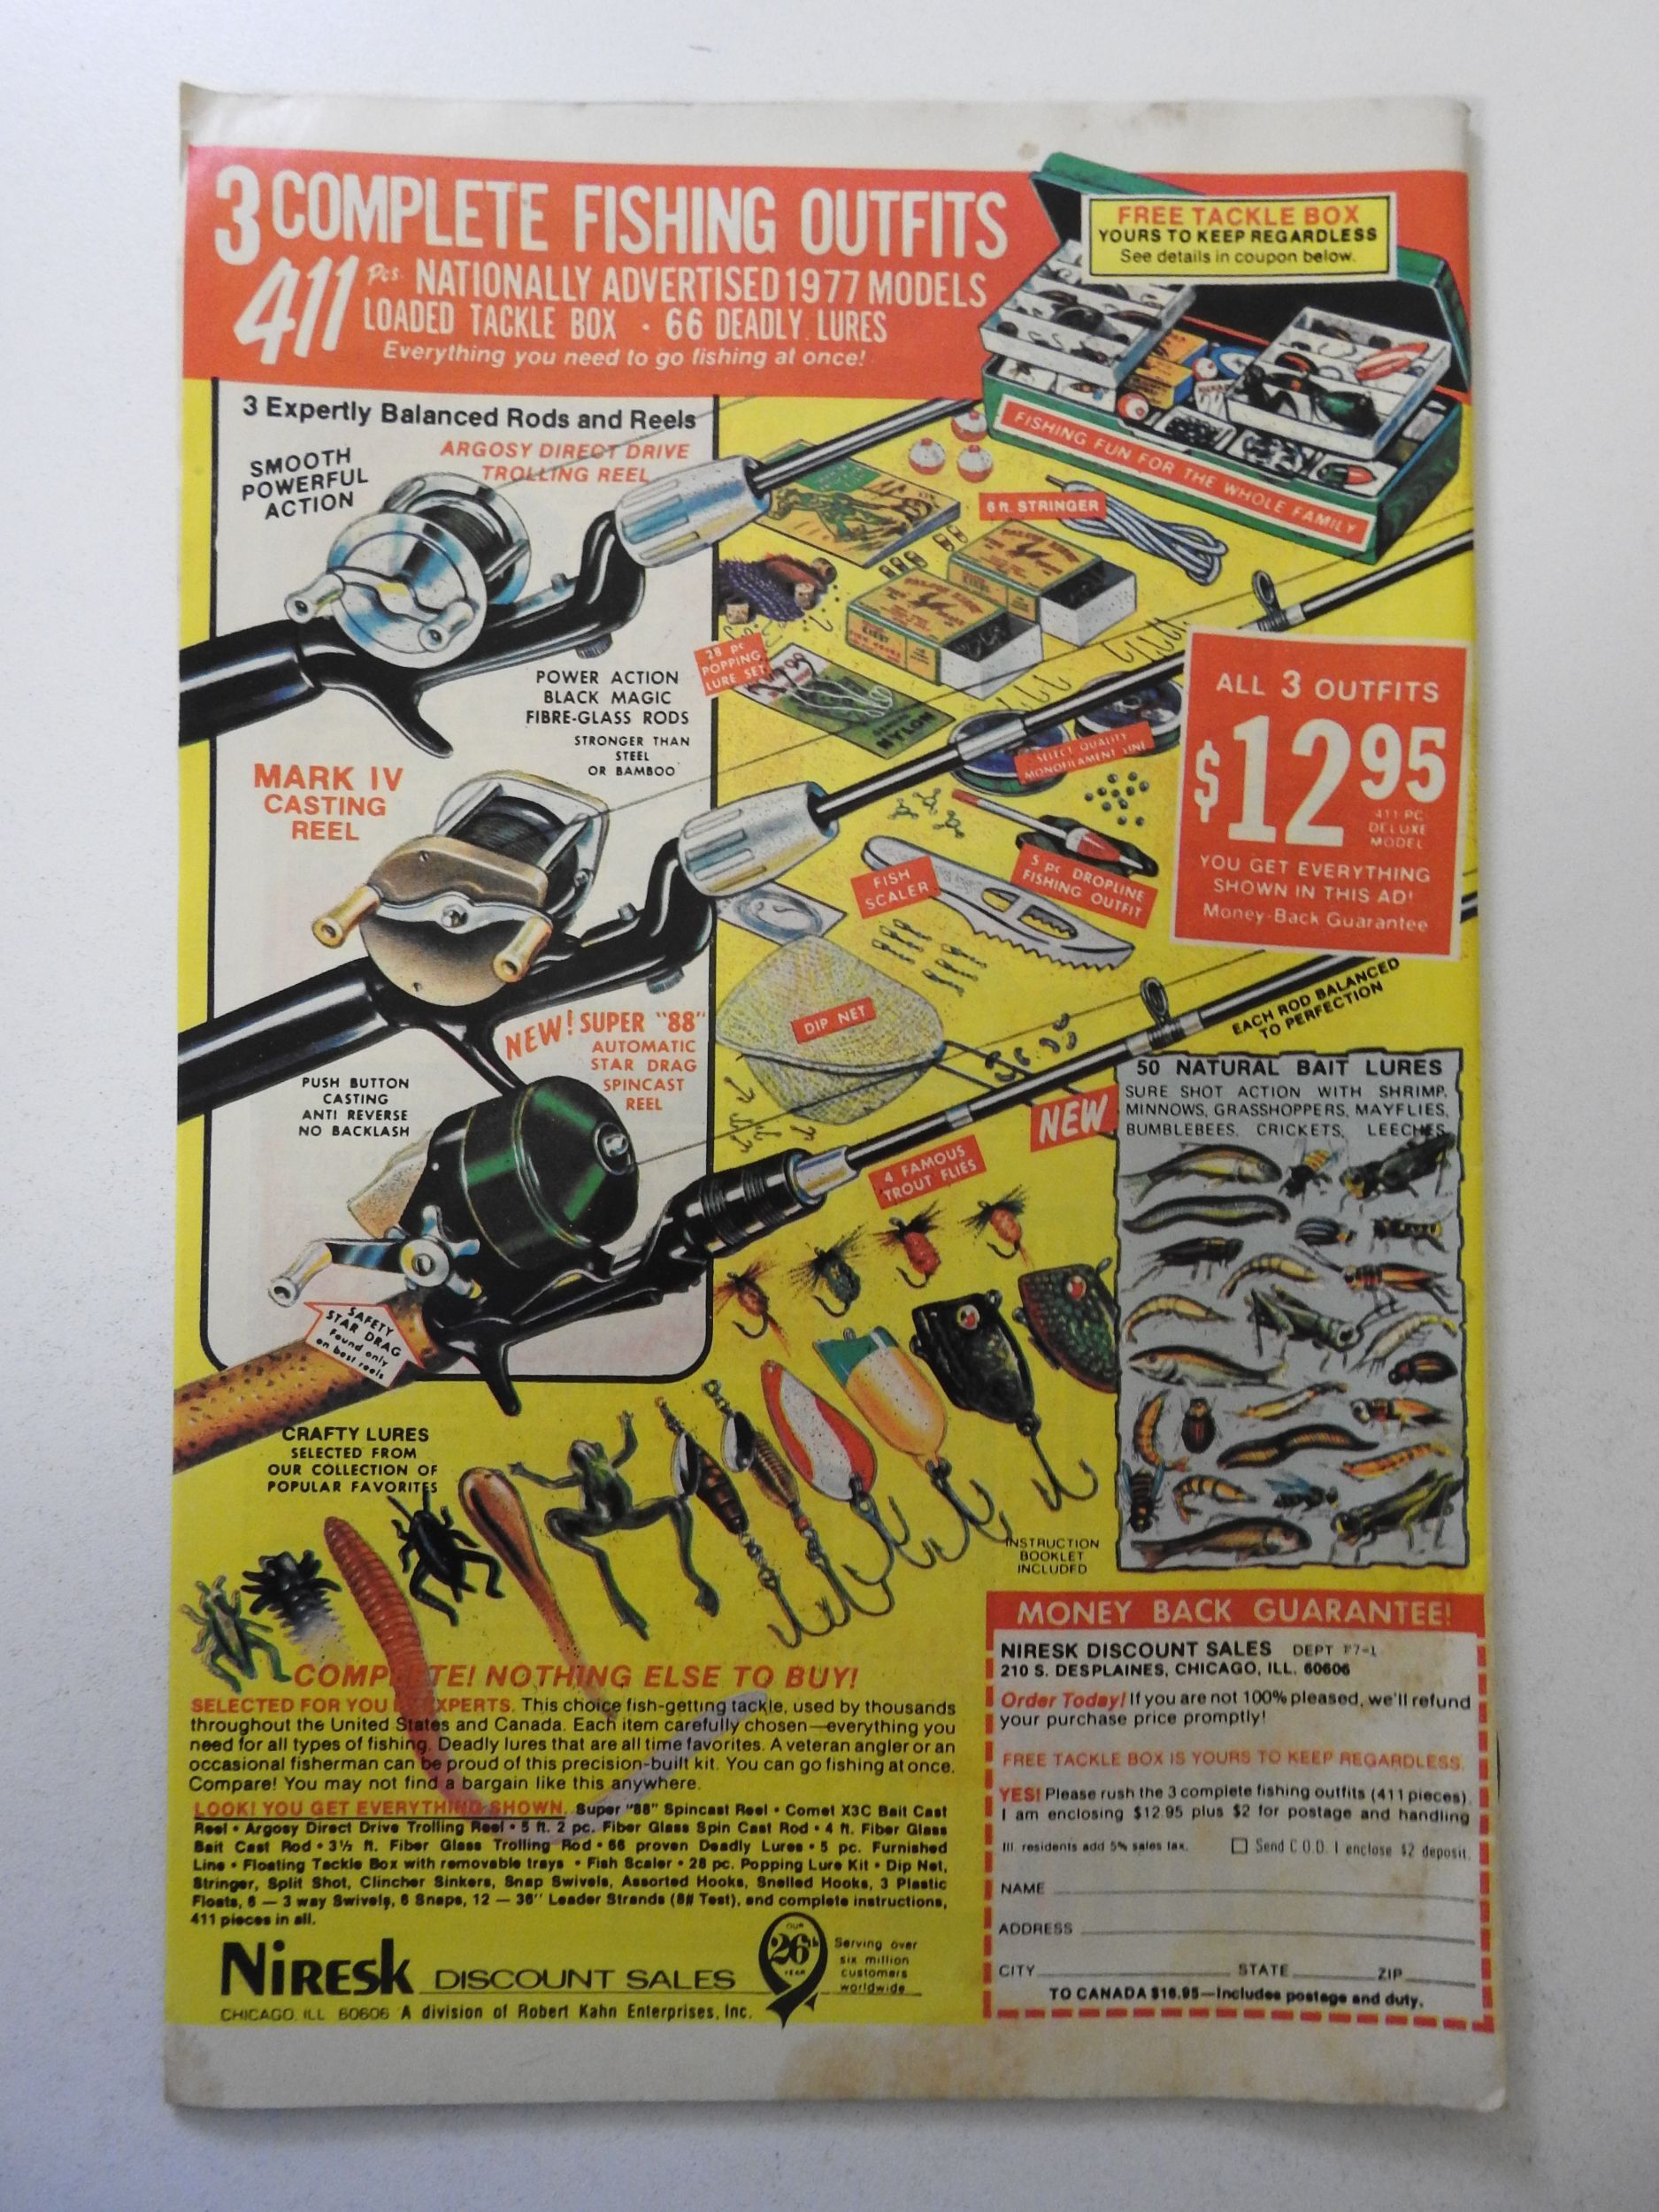 3 COMPLETE FISHING OUTFITS
411 Pcs. NATIONALLY ADVERTISED 1977 MODELS
LOADED TACKLE BOX • 66 DEADLY LURES
Everything you need to go fishing at once!
FREE TACKLE BOX
YOURS TO KEEP REGARDLESS
See details in coupon below.
FISHING FUN FOR THE WHOLE FAMILY
3 Expertly Balanced Rods and Reels
SMOOTH
POWERFUL
ACTION
ARGOSY DIRECT DRIVE
TROLLING REEL
6 ft. STRINGER
28 pc
POPPING
LURE SET
NYLON
POWER ACTION
BLACK MAGIC
FIBRE-GLASS RODS
STRONGER THAN
STEEL
OR BAMBOO
SELECT QUALITY
MONOFILAMENT LINE
ALL 3 OUTFITS
$12.95
411 PC
DELUXE
MODEL
YOU GET EVERYTHING
SHOWN IN THIS AD!
Money-Back Guarantee
MARK IV
CASTING
REEL
FISH
SCALER
5 pc DROPLINE
FISHING OUTFIT
DIP NET
EACH ROD BALANCED
TO PERFECTION
NEW! SUPER "88"
AUTOMATIC
STAR DRAG
SPINCAST
REEL
PUSH BUTTON
CASTING
ANTI REVERSE
NO BACKLASH
NEW
50 NATURAL BAIT LURES
SURE SHOT ACTION WITH SHRIMP,
MINNOWS, GRASSHOPPERS, MAYFLIES,
BUMBLEBEES, CRICKETS, LEECHES
4 FAMOUS
TROUT FLIES
SAFETY
STAR DRAG
Found only
on best reels
CRAFTY LURES
SELECTED FROM
OUR COLLECTION OF
POPULAR FAVORITES
INSTRUCTION
BOOKLET
INCLUDED
COMPLETE! NOTHING ELSE TO BUY!
SELECTED FOR YOU BY EXPERTS. This choice fish-getting tackle, used by thousands
throughout the United States and Canada. Each item carefully chosen—everything you
need for all types of fishing. Deadly lures that are all time favorites. A veteran angler or an
occasional fisherman can be proud of this precision-built kit. You can go fishing at once.
Compare! You may not find a bargain like this anywhere.
LOOK! YOU GET EVERYTHING SHOWN. Super "88" Spincast Reel • Comet X3C Bait Cast
Reel • Argosy Direct Drive Trolling Reel • 5 ft. 2 pc. Fiber Glass Spin Cast Rod • 4 ft. Fiber Glass
Bait Cast Rod • 3½ ft. Fiber Glass Trolling Rod • 66 proven Deadly Lures • 5 pc. Furnished
Line • Floating Tackle Box with removable trays • Fish Scaler • 28 pc. Popping Lure Kit • Dip Net,
Stringer, Split Shot, Clincher Sinkers, Snap Swivels, Assorted Hooks, Snelled Hooks, 3 Plastic
Floats, 6 — 3 way Swivels, 6 Snaps, 12 — 36" Leader Strands (8# Test), and complete instructions,
411 pieces in all.
NIRESK DISCOUNT SALES
OUR
26th
YEAR
Serving over
six million
customers
worldwide
CHICAGO, ILL 60606 A division of Robert Kahn Enterprises, Inc.
MONEY BACK GUARANTEE!
NIRESK DISCOUNT SALES DEPT F7-1
210 S. DESPLAINES, CHICAGO, ILL. 60606
Order Today! If you are not 100% pleased, we'll refund
your purchase price promptly!
FREE TACKLE BOX IS YOURS TO KEEP REGARDLESS.
YES! Please rush the 3 complete fishing outfits (411 pieces).
I am enclosing $12.95 plus $2 for postage and handling
Ill. residents add 5% sales tax. □ Send C.O.D. I enclose $2 deposit.
NAME
ADDRESS
CITY STATE ZIP
TO CANADA $16.95—Includes postage and duty.